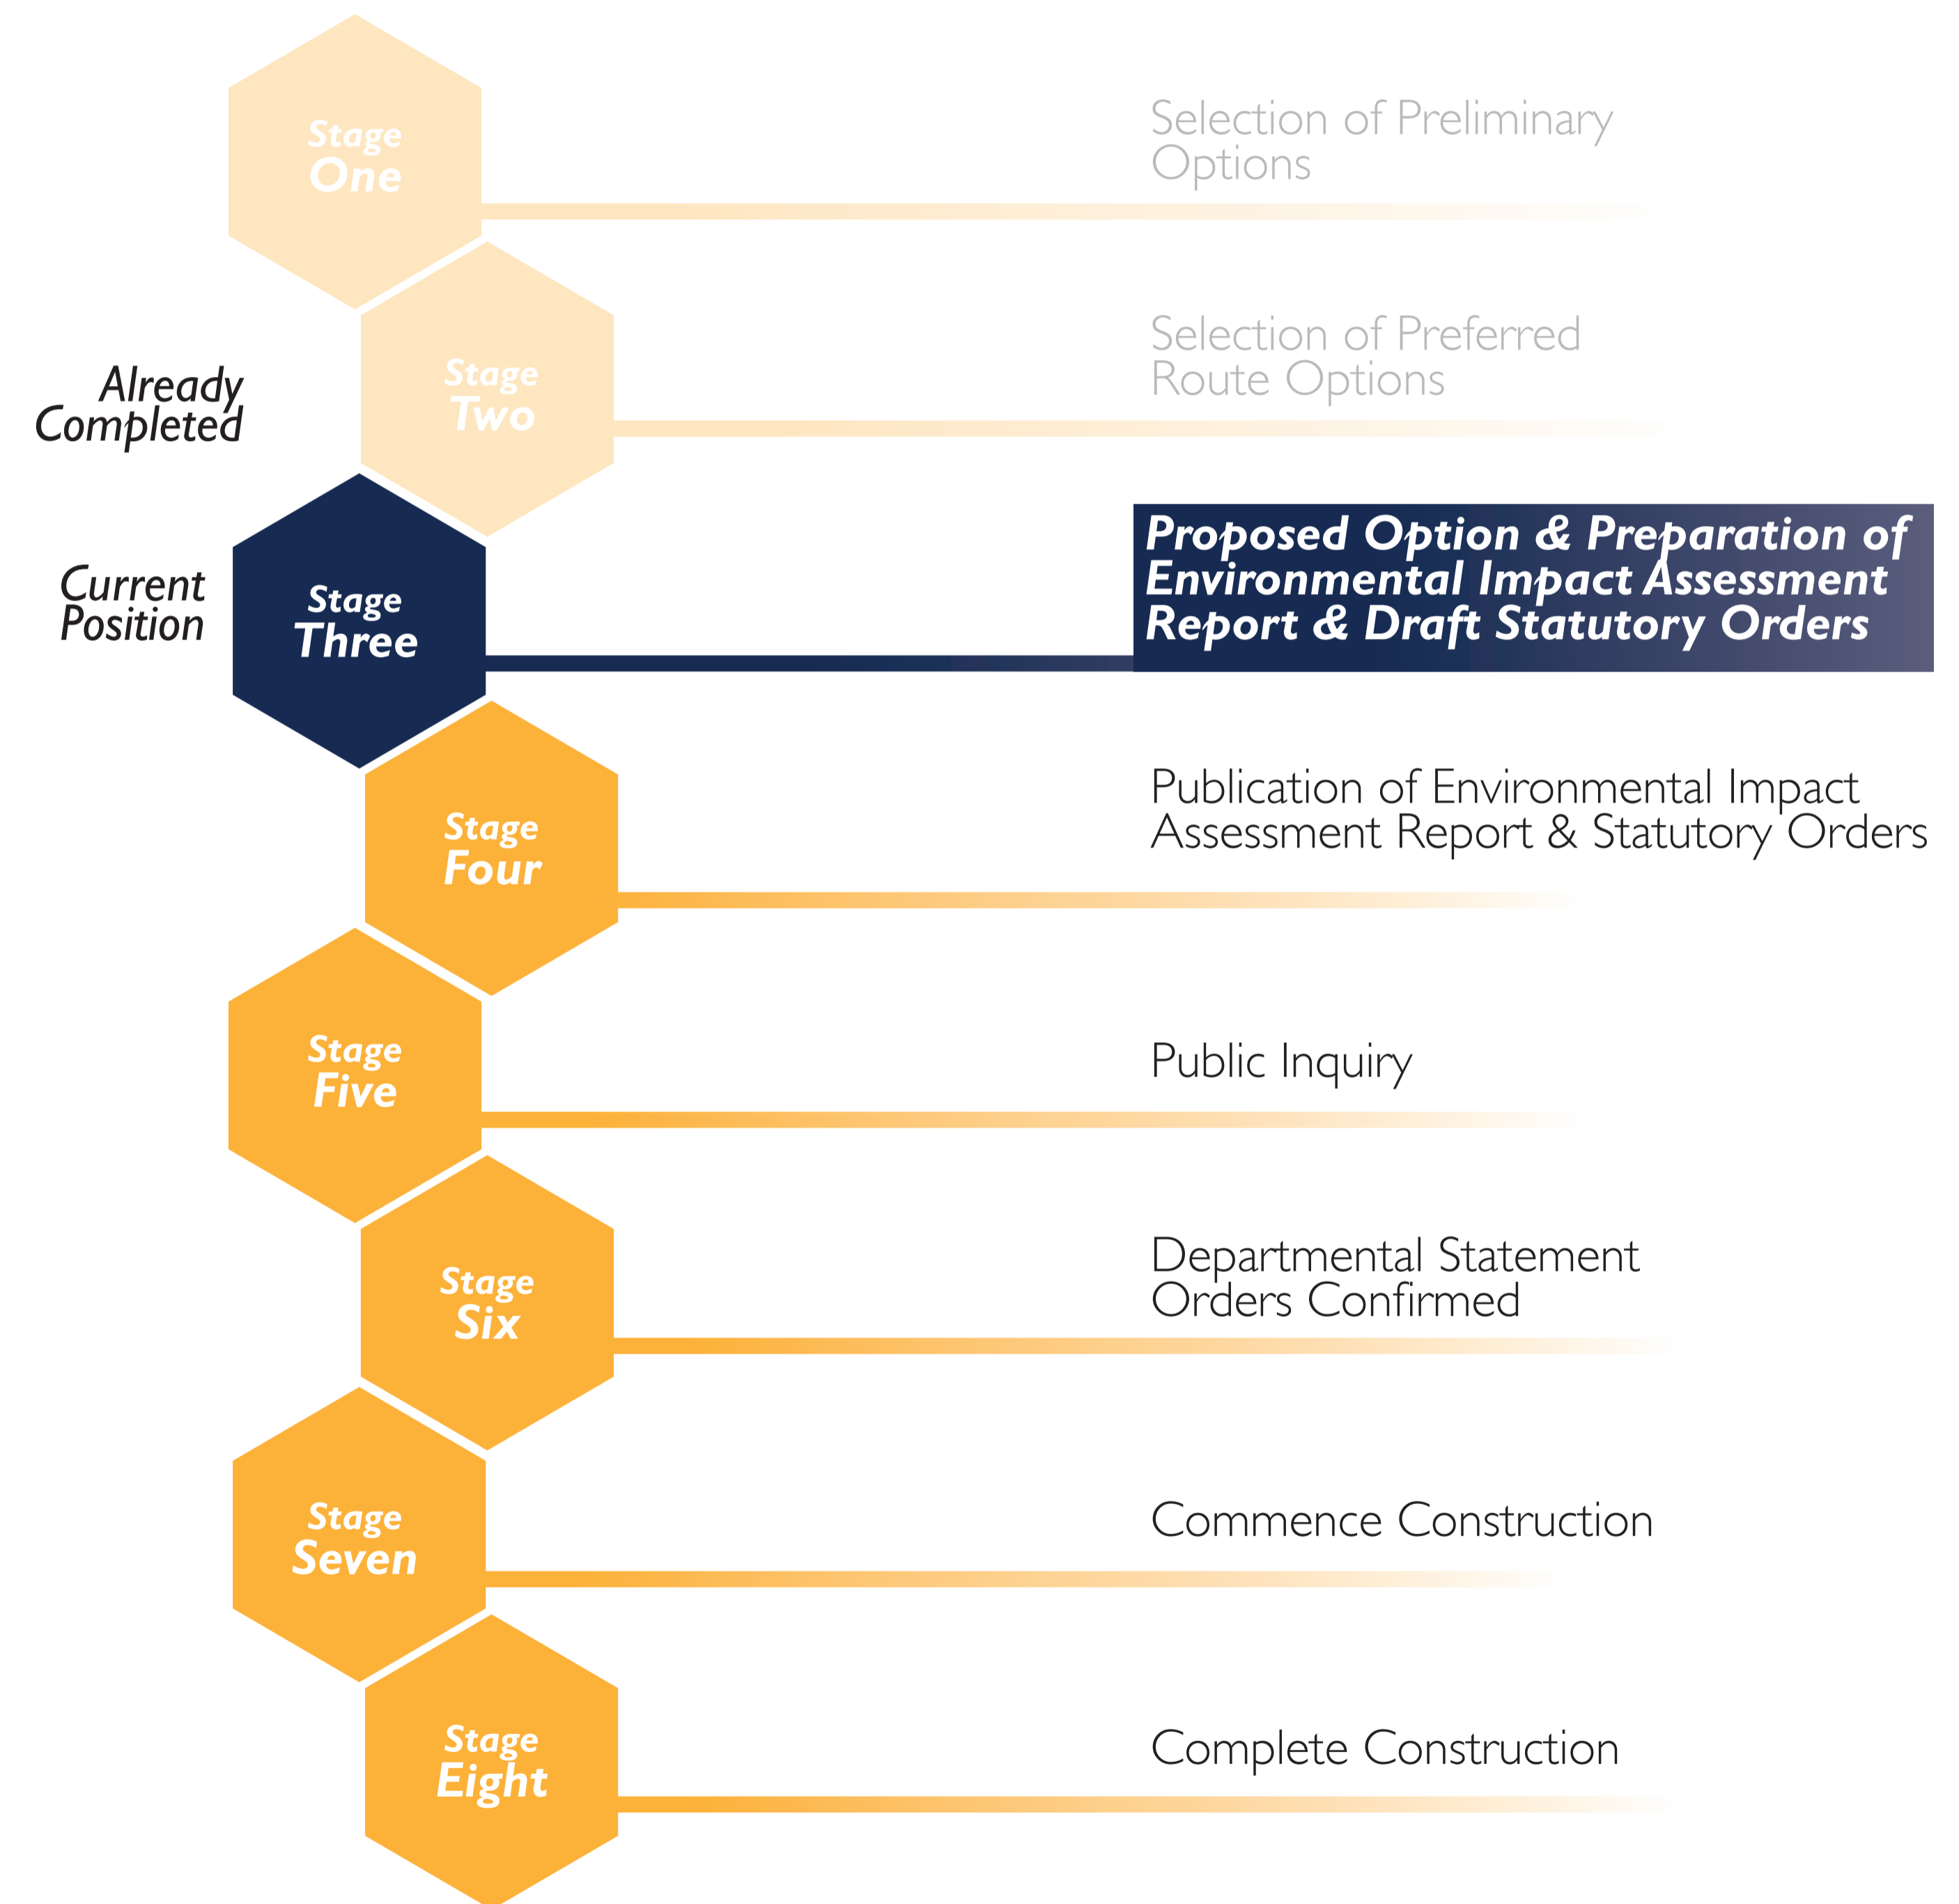 Stage
One
Selection of Preliminary
Options
Stage
Two
Selection of Preferred
Route Options
Already
Completed
Current
Position
Stage
Three
Proposed Option & Preparation of
Environmental Impact Assessment
Report & Draft Statutory Orders
Stage
Four
Publication of Environmental Impact
Assessment Report & Statutory Orders
Stage
Five
Public Inquiry
Stage
Six
Departmental Statement
Orders Confirmed
Stage
Seven
Commence Construction
Stage
Eight
Complete Construction